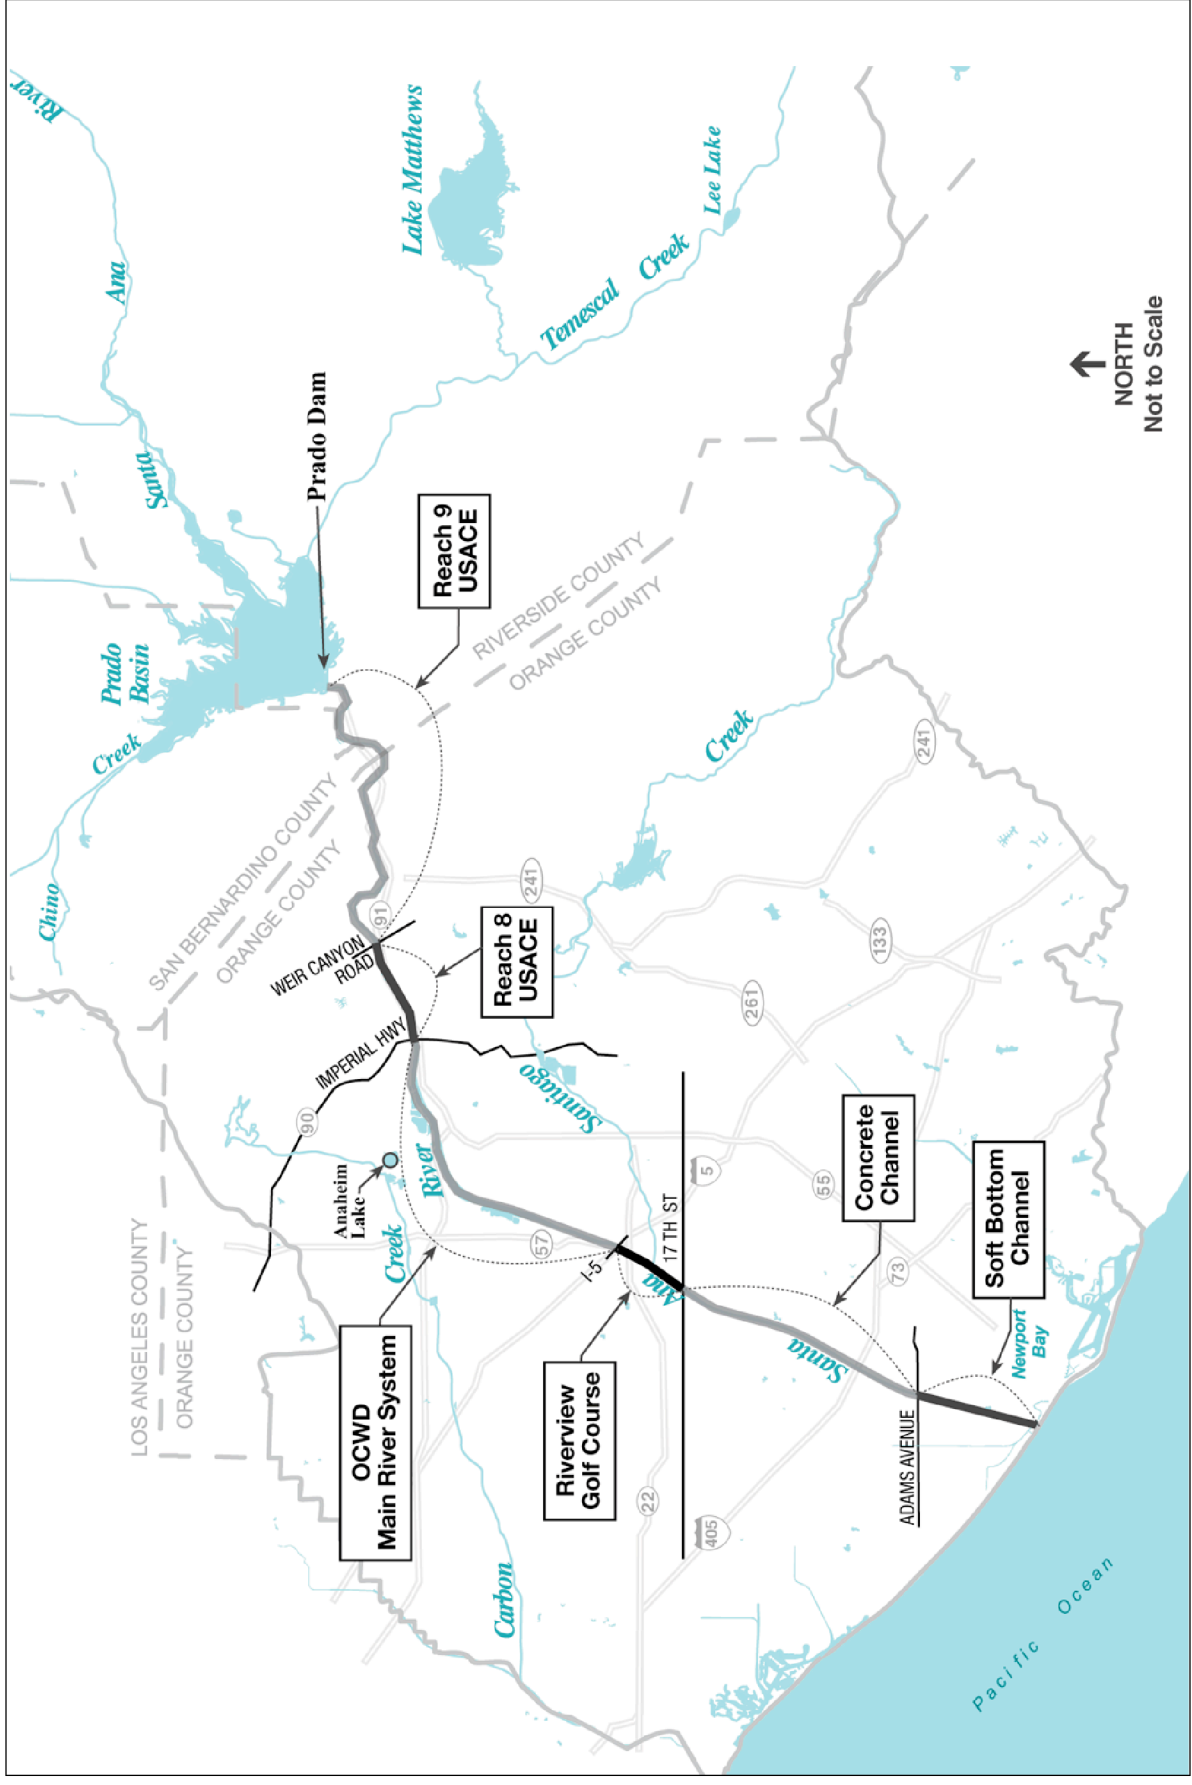 River
Ana
Santa
Lake Matthews
Lee Lake
Temescal Creek
Prado Dam
Prado
Basin
Chino Creek
Reach 9
USACE
RIVERSIDE COUNTY
ORANGE COUNTY
SAN BERNARDINO COUNTY
ORANGE COUNTY
LOS ANGELES COUNTY
ORANGE COUNTY
WEIR CANYON
ROAD
91
IMPERIAL HWY
90
Reach 8
USACE
241
241
133
261
Santiago Creek
Anaheim
Lake
River
Carbon Creek
57
OCWD
Main River System
I-5
17 TH ST
5
55
Ana
Riverview
Golf Course
22
405
Santa
73
Concrete
Channel
Soft Bottom
Channel
ADAMS AVENUE
Newport
Bay
Pacific Ocean
NORTH
Not to Scale